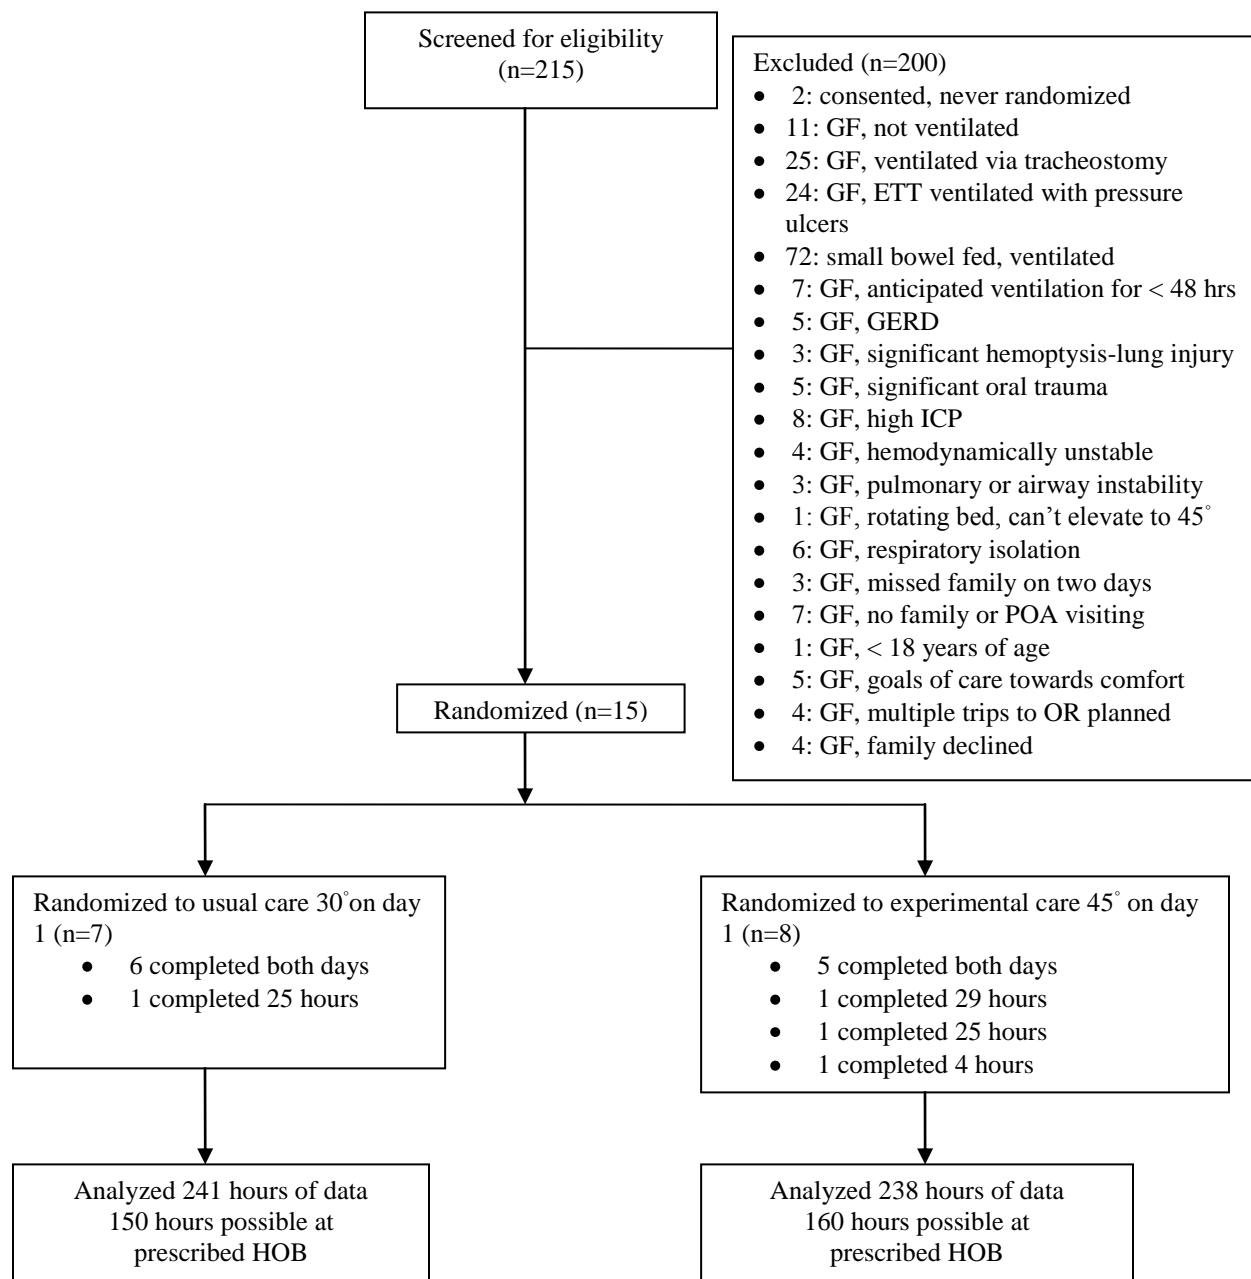 Screened for eligibility
(n=215)
Excluded (n=200)
• 2: consented, never randomized
• 11: GF, not ventilated
• 25: GF, ventilated via tracheostomy
• 24: GF, ETT ventilated with pressure
ulcers
• 72: small bowel fed, ventilated
• 7: GF, anticipated ventilation for < 48 hrs
• 5: GF, GERD
• 3: GF, significant hemoptysis-lung injury
• 5: GF, significant oral trauma
• 8: GF, high ICP
• 4: GF, hemodynamically unstable
• 3: GF, pulmonary or airway instability
• 1: GF, rotating bed, can’t elevate to 45°
• 6: GF, respiratory isolation
• 3: GF, missed family on two days
• 7: GF, no family or POA visiting
• 1: GF, < 18 years of age
• 5: GF, goals of care towards comfort
• 4: GF, multiple trips to OR planned
• 4: GF, family declined
Randomized (n=15)
Randomized to usual care 30°on day
1 (n=7)
• 6 completed both days
• 1 completed 25 hours
Randomized to experimental care 45° on day
1 (n=8)
• 5 completed both days
• 1 completed 29 hours
• 1 completed 25 hours
• 1 completed 4 hours
Analyzed 241 hours of data
150 hours possible at
prescribed HOB
Analyzed 238 hours of data
160 hours possible at
prescribed HOB